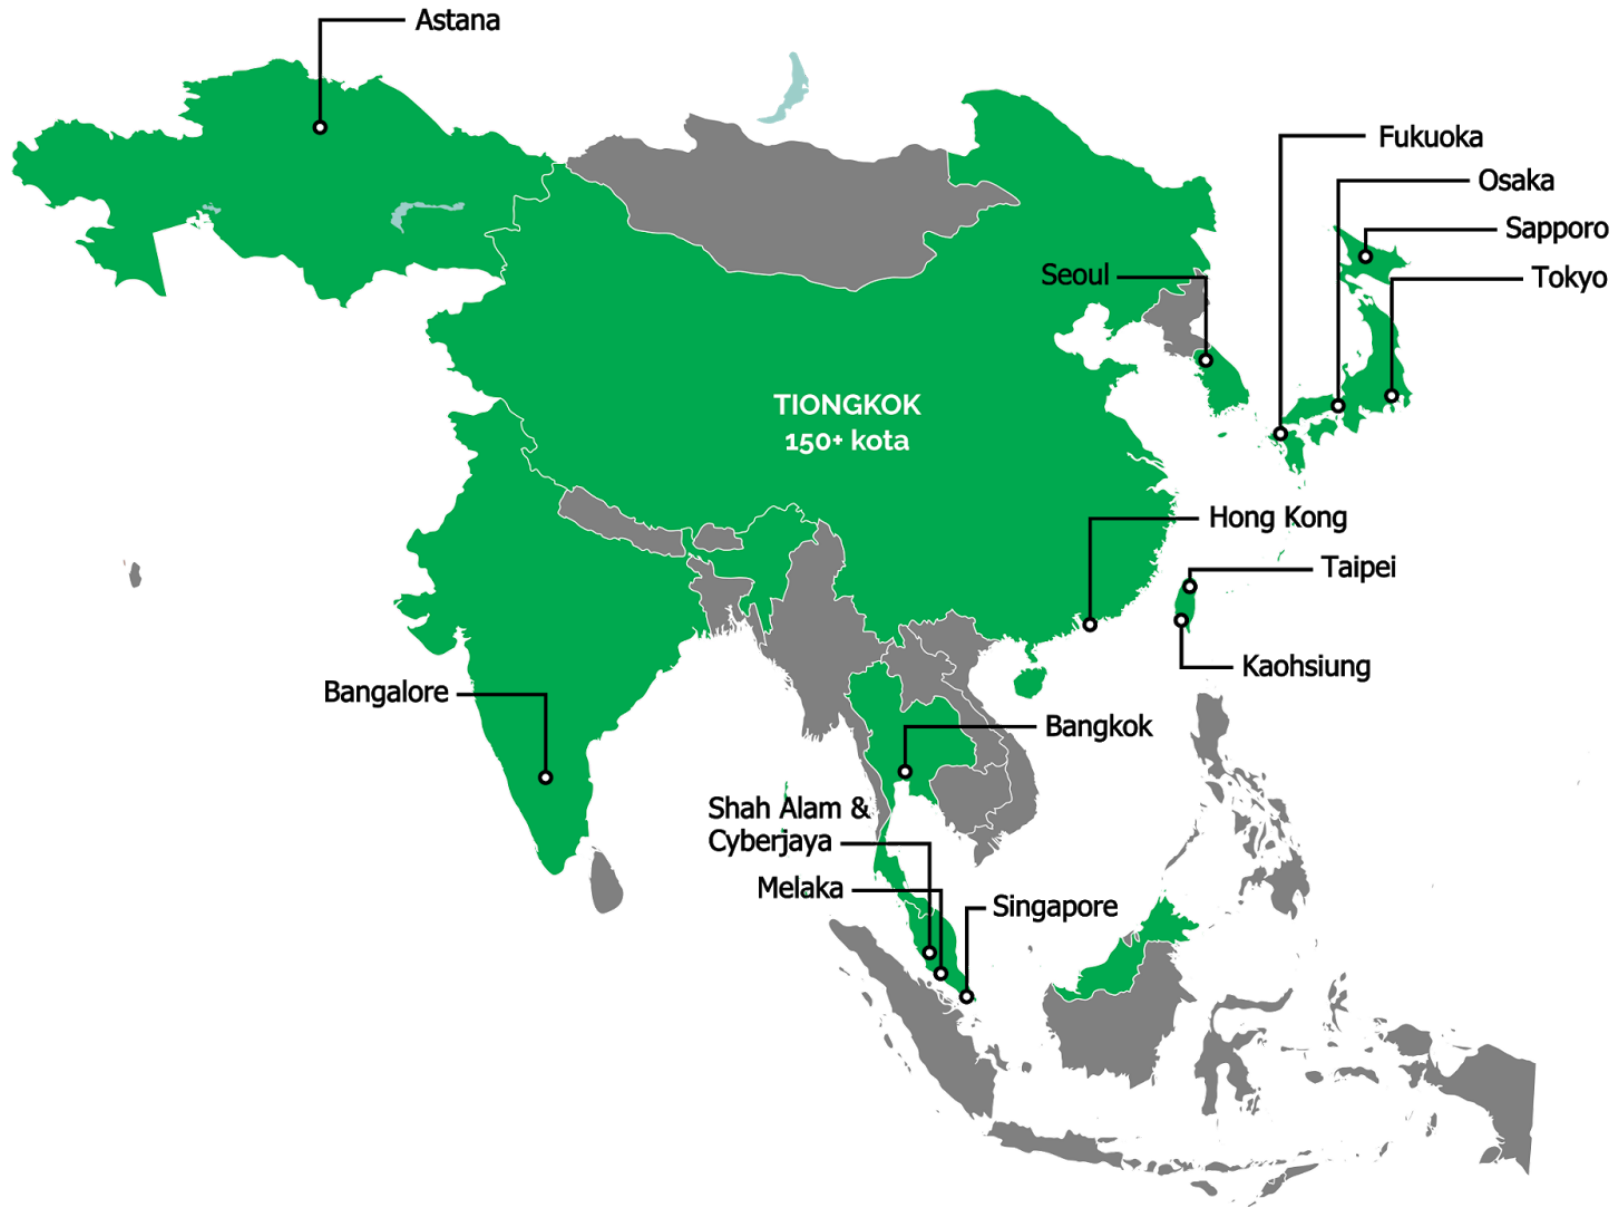 Astana
Fukuoka
Osaka
Sapporo
Seoul
Tokyo
TIONGKOK
150+ kota
Hong Kong
Taipei
Kaohsiung
Bangalore
Bangkok
Shah Alam &
Cyberjaya
Melaka
Singapore